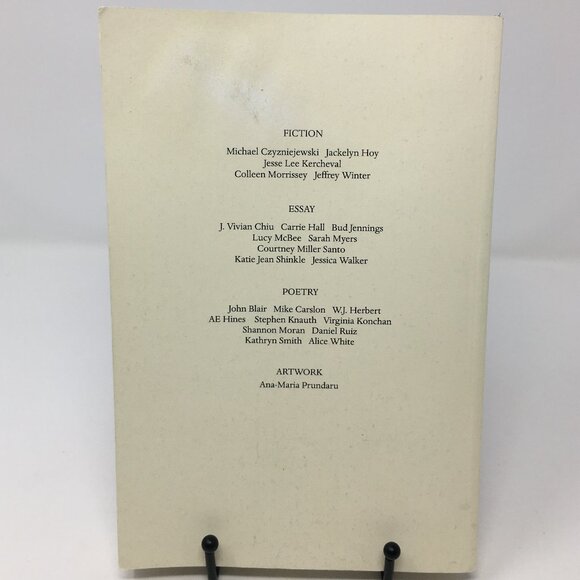 FICTION
Michael Czyzniejewski Jackelyn Hoy
Jesse Lee Kercheval
Colleen Morrissey Jeffrey Winter
ESSAY
J. Vivian Chiu Carrie Hall Bud Jennings
Lucy McBee Sarah Myers
Courtney Miller Santo
Katie Jean Shinkle Jessica Walker
POETRY
John Blair Mike Carslon W.J. Herbert
AE Hines Stephen Knauth Virginia Konchan
Shannon Moran Daniel Ruiz
Kathryn Smith Alice White
ARTWORK
Ana-Maria Prundaru